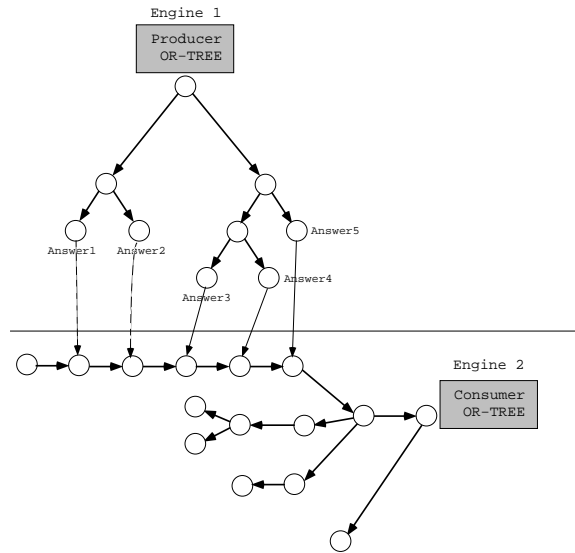 Engine 1
Producer
OR-TREE
Answer5
Answer1
Answer2
Answer4
Answer3
Engine 2
Consumer
OR-TREE